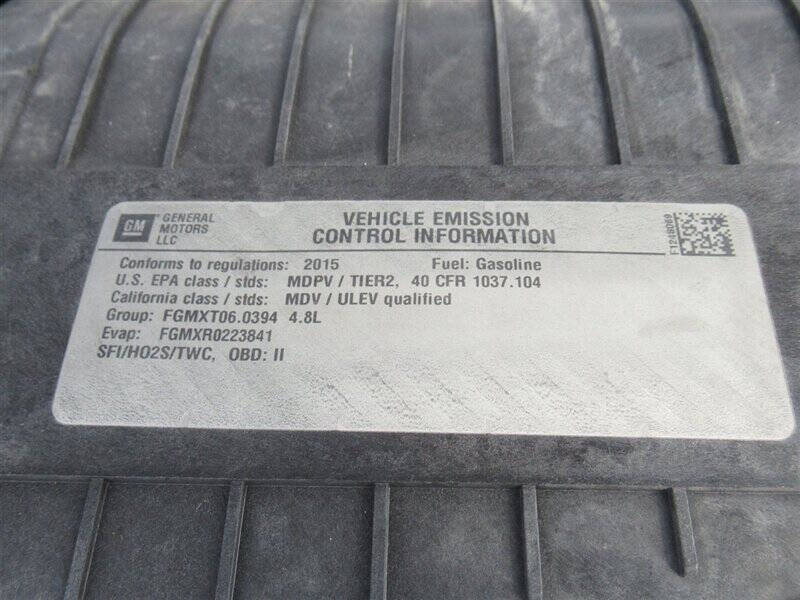 GM GENERAL MOTORS LLC
VEHICLE EMISSION
CONTROL INFORMATION
Conforms to regulations: 2015 Fuel: Gasoline
U.S. EPA class / stds: MDPV / TIER2, 40 CFR 1037.104
California class / stds: MDV / ULEV qualified
Group: FGMXT06.0394 4.8L
Evap: FGMXR0223841
SFI/HO2S/TWC, OBD: II